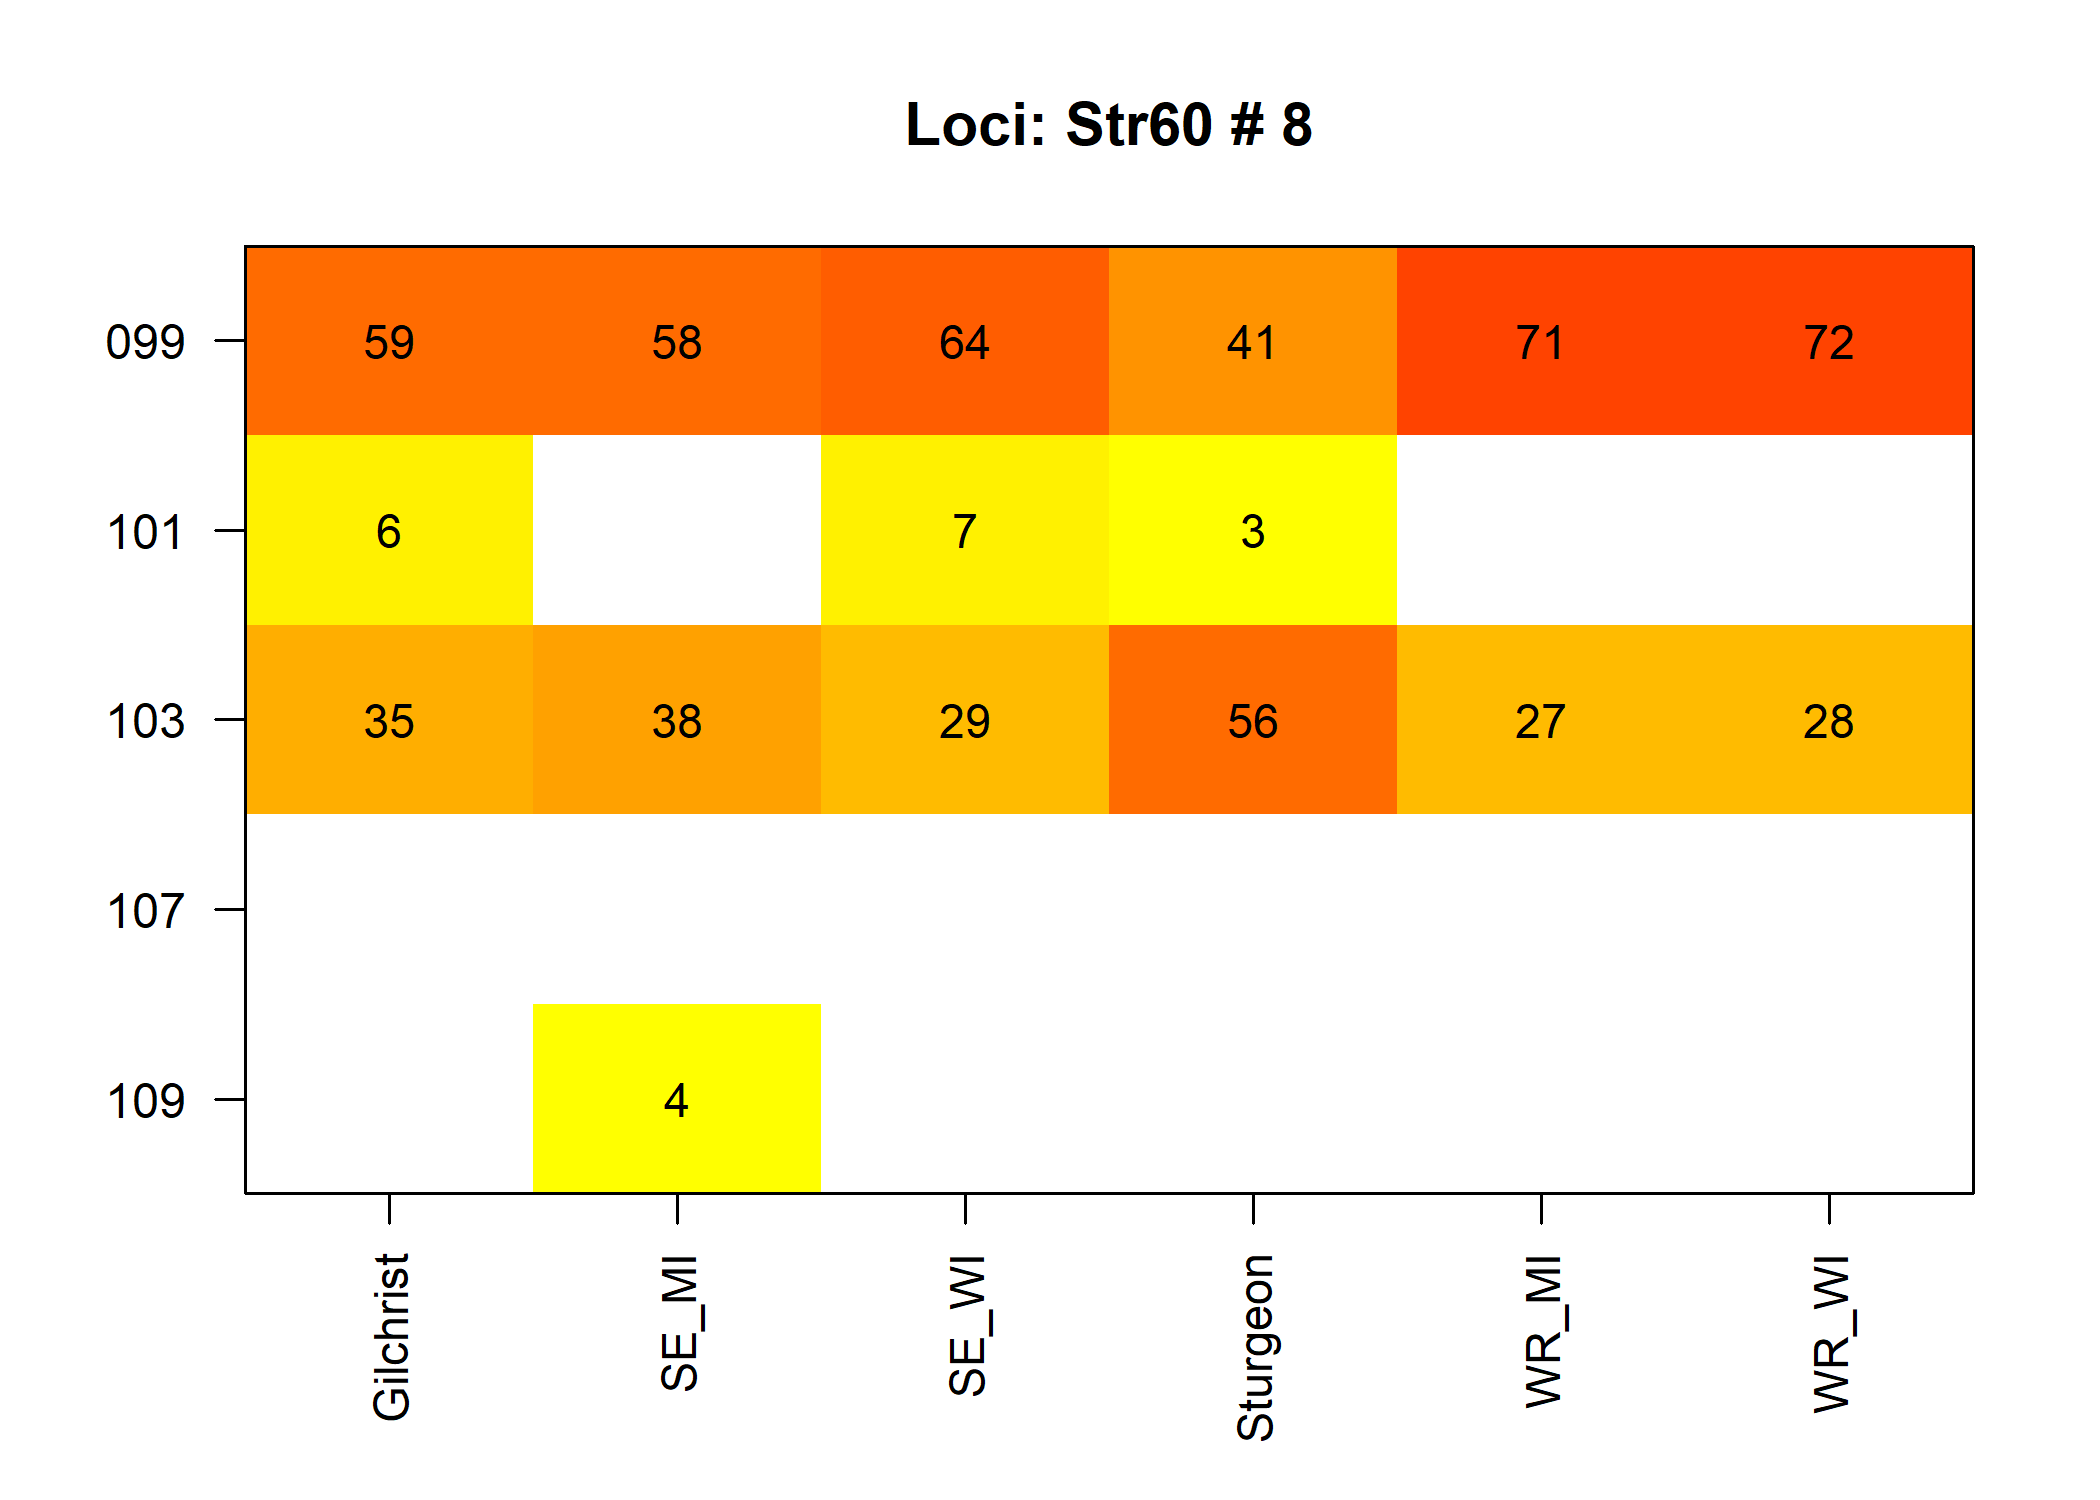 Loci: Str60 # 8
099 59 58 64 41 71 72
101 6 7 3
103 35 38 29 56 27 28
107
109 4
Gilchrist SE_MI SE_WI Sturgeon WR_MI WR_WI